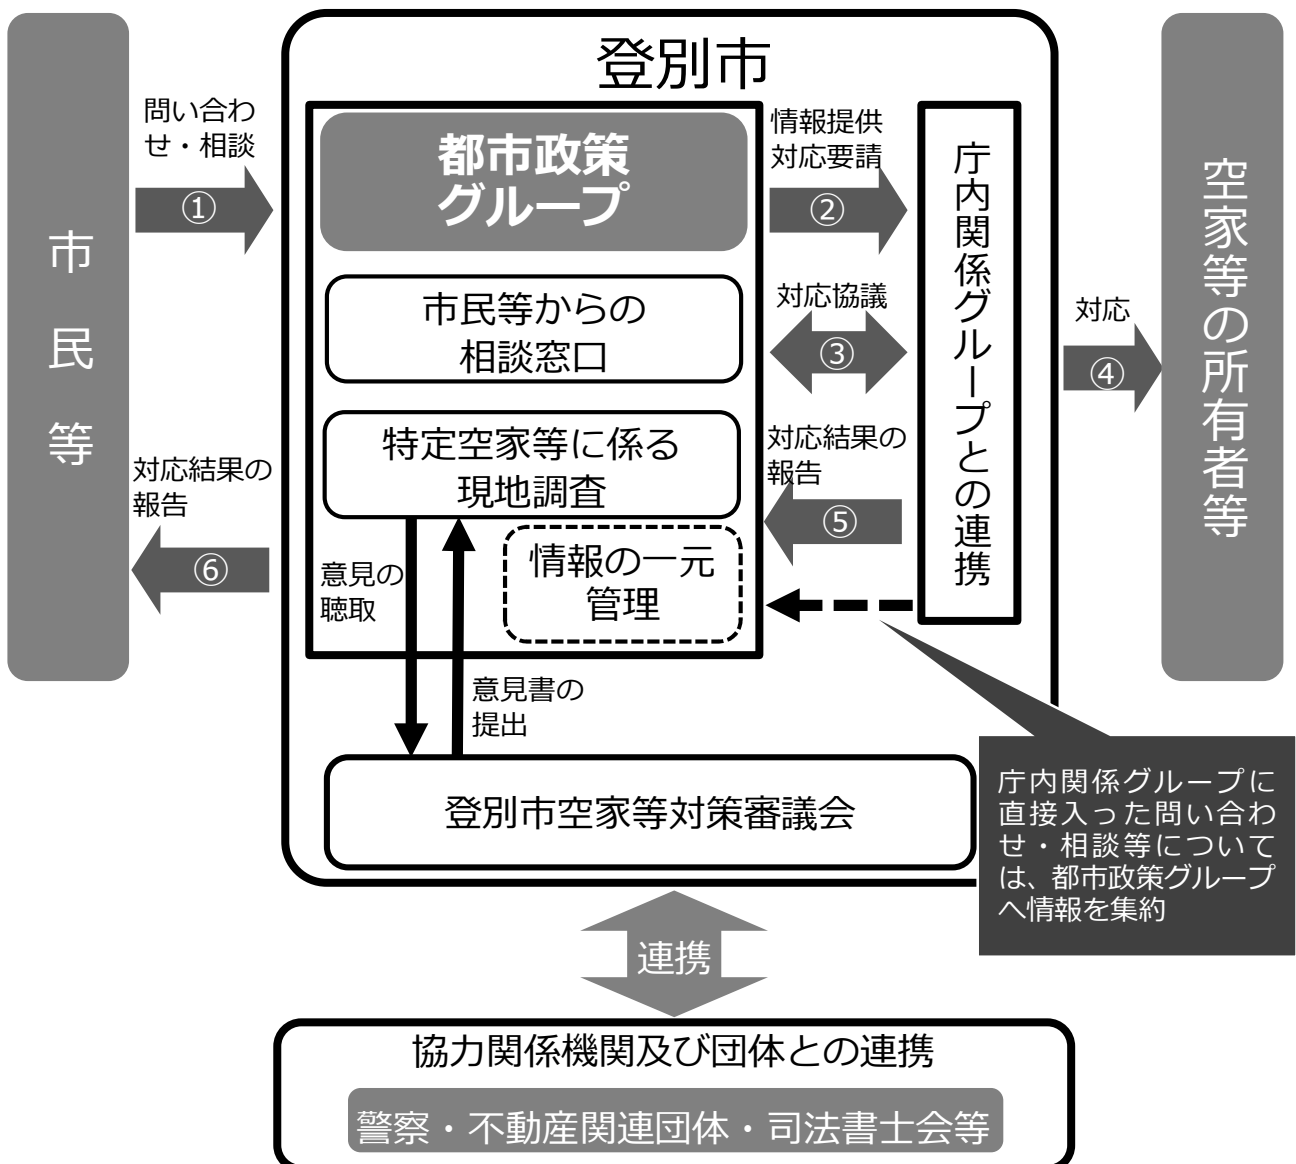 登別市
市民等
問い合わ
せ・相談
①
都市政策
グループ
情報提供
対応要請
②
庁内関係グループとの連携
空家等の所有者等
市民等からの
相談窓口
対応協議
③
対応
④
特定空家等に係る
現地調査
対応結果の
報告
⑤
対応結果の
報告
⑥
情報の一元
管理
意見の
聴取
意見書の
提出
登別市空家等対策審議会
庁内関係グループに
直接入った問い合わ
せ・相談等について
は、都市政策グループ
へ情報を集約
連携
協力関係機関及び団体との連携
警察・不動産関連団体・司法書士会等